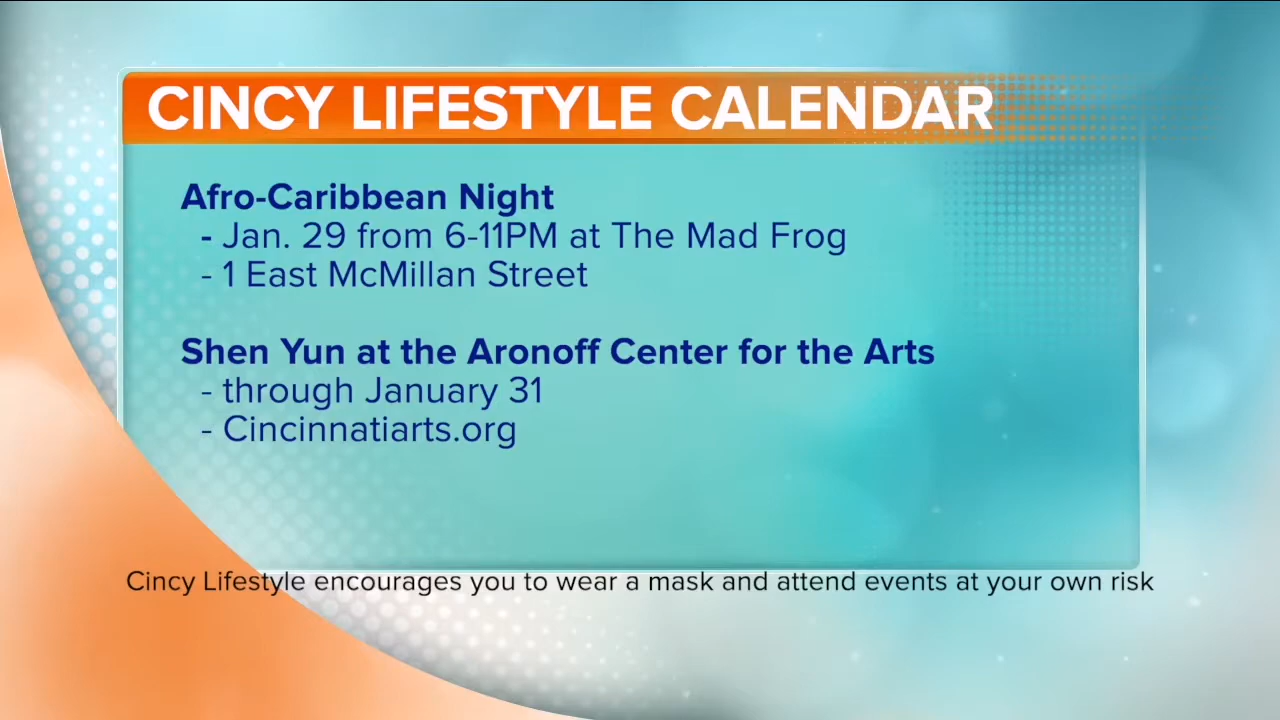 CINCY LIFESTYLE CALENDAR
Afro-Caribbean Night
- Jan. 29 from 6-11PM at The Mad Frog
- 1 East McMillan Street
Shen Yun at the Aronoff Center for the Arts
- through January 31
- Cincinnatiarts.org
Cincy Lifestyle encourages you to wear a mask and attend events at your own risk